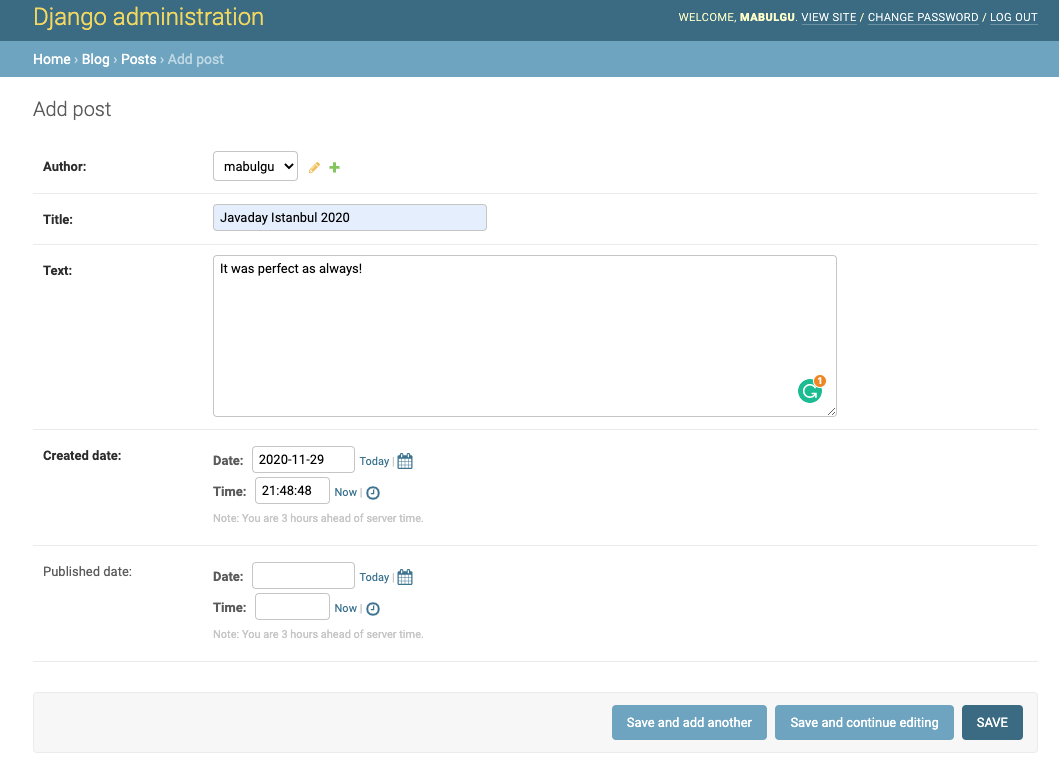 Django administration
WELCOME, MABULGU. VIEW SITE / CHANGE PASSWORD / LOG OUT
Home › Blog › Posts › Add post
Add post
Author: mabulgu
Title: Javaday Istanbul 2020
Text: It was perfect as always!
1
Created date: Date: 2020-11-29 Today |
Time: 21:48:48 Now |
Note: You are 3 hours ahead of server time.
Published date: Date: Today |
Time: Now |
Note: You are 3 hours ahead of server time.
Save and add another Save and continue editing SAVE